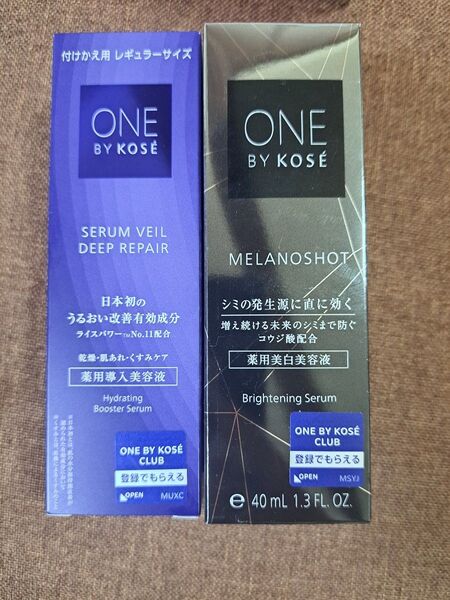 付けかえ用 レギュラーサイズ
ONE
BY KOSÉ
SERUM VEIL
DEEP REPAIR
日本初の
うるおい改善有効成分
ライスパワー™No.11配合
乾燥・肌あれ・くすみケア
薬用導入美容液
Hydrating
Booster Serum
ONE BY KOSÉ
CLUB
登録でもらえる
OPEN
MUXC
ONE
BY KOSÉ
MELANOSHOT
シミの発生源に直に効く
増え続ける未来のシミまで防ぐ
コウジ酸配合
薬用美白美容液
Brightening Serum
ONE BY KOSÉ
CLUB
登録でもらえる
OPEN
MSYJ
℮ 40 mL 1.3 FL. OZ.